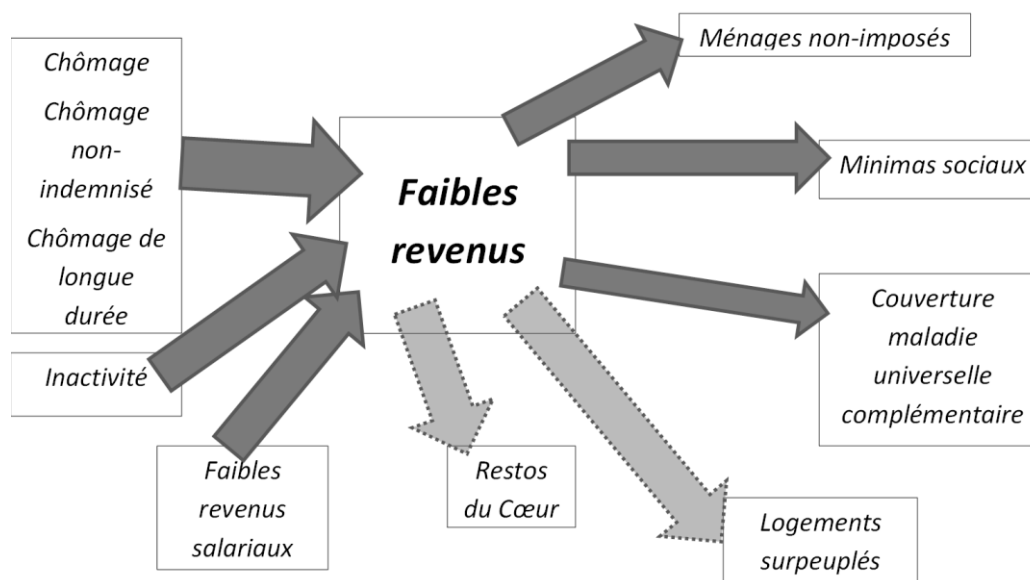 Chômage
Chômage
non-
indemnisé
Chômage de
longue
durée
Inactivité
Faibles
revenus
salariaux
Faibles
revenus
Ménages non-imposés
Minimas sociaux
Couverture
maladie
universelle
complémentaire
Restos
du Cœur
Logements
surpeuplés